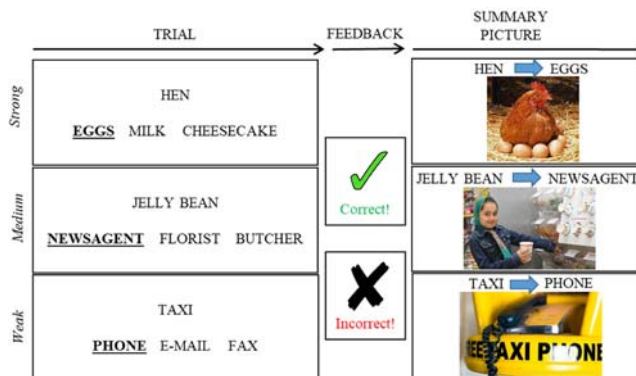 TRIAL
FEEDBACK
SUMMARY
PICTURE
Strong
HEN
EGGS MILK CHEESECAKE
HEN EGGS
Correct!
Medium
JELLY BEAN
NEWSAGENT FLORIST BUTCHER
JELLY BEAN NEWSAGENT
Incorrect!
Weak
TAXI
PHONE E-MAIL FAX
TAXI PHONE
REE TAXI PHONE